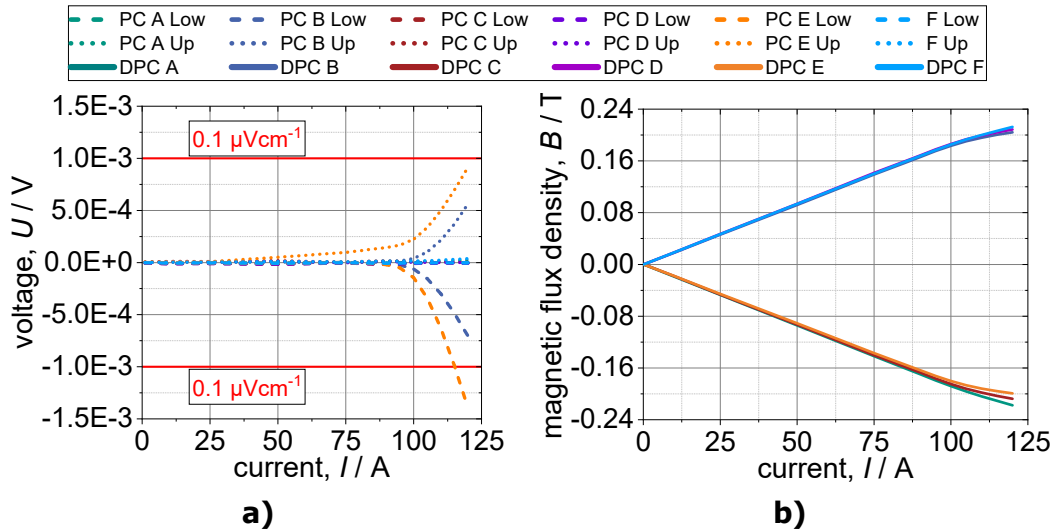 PC A Low PC B Low PC C Low PC D Low PC E Low F Low
PC A Up PC B Up PC C Up PC D Up PC E Up F Up
DPC A DPC B DPC C DPC D DPC E DPC F
voltage, U / V
1.5E-3
1.0E-3
5.0E-4
0.0E+0
-5.0E-4
-1.0E-3
-1.5E-3
0.1 µVcm-1
0.1 µVcm-1
0 25 50 75 100 125
current, I / A
a)
magnetic flux density, B / T
0.24
0.16
0.08
0.00
-0.08
-0.16
-0.24
0 25 50 75 100 125
current, I / A
b)